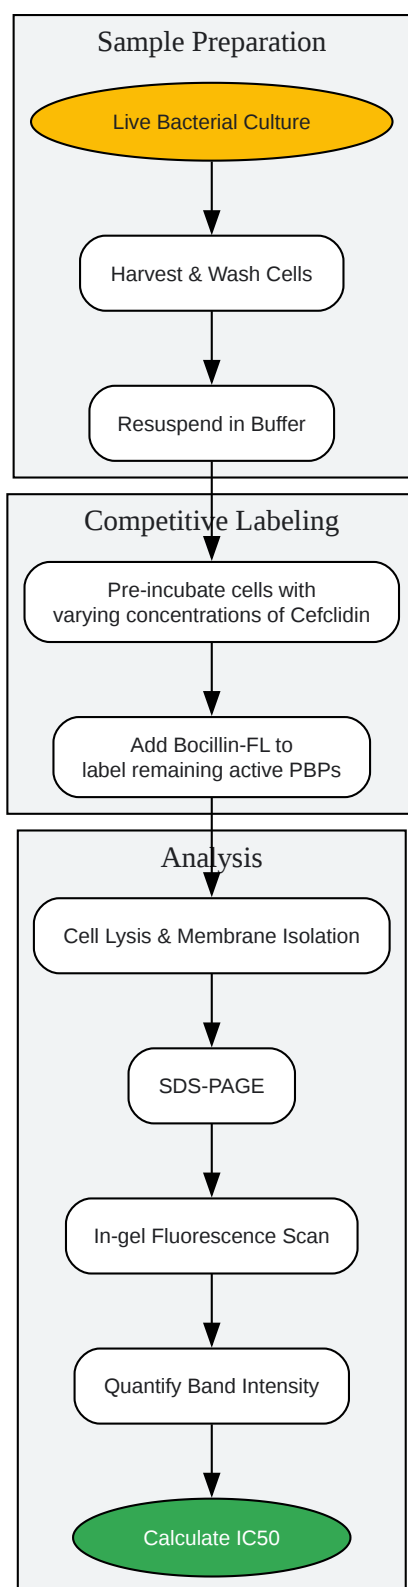 Sample Preparation
Live Bacterial Culture
Harvest & Wash Cells
Resuspend in Buffer
Competitive Labeling
Pre-incubate cells with
varying concentrations of Cefclidin
Add Bocillin-FL to
label remaining active PBPs
Analysis
Cell Lysis & Membrane Isolation
SDS-PAGE
In-gel Fluorescence Scan
Quantify Band Intensity
Calculate IC50